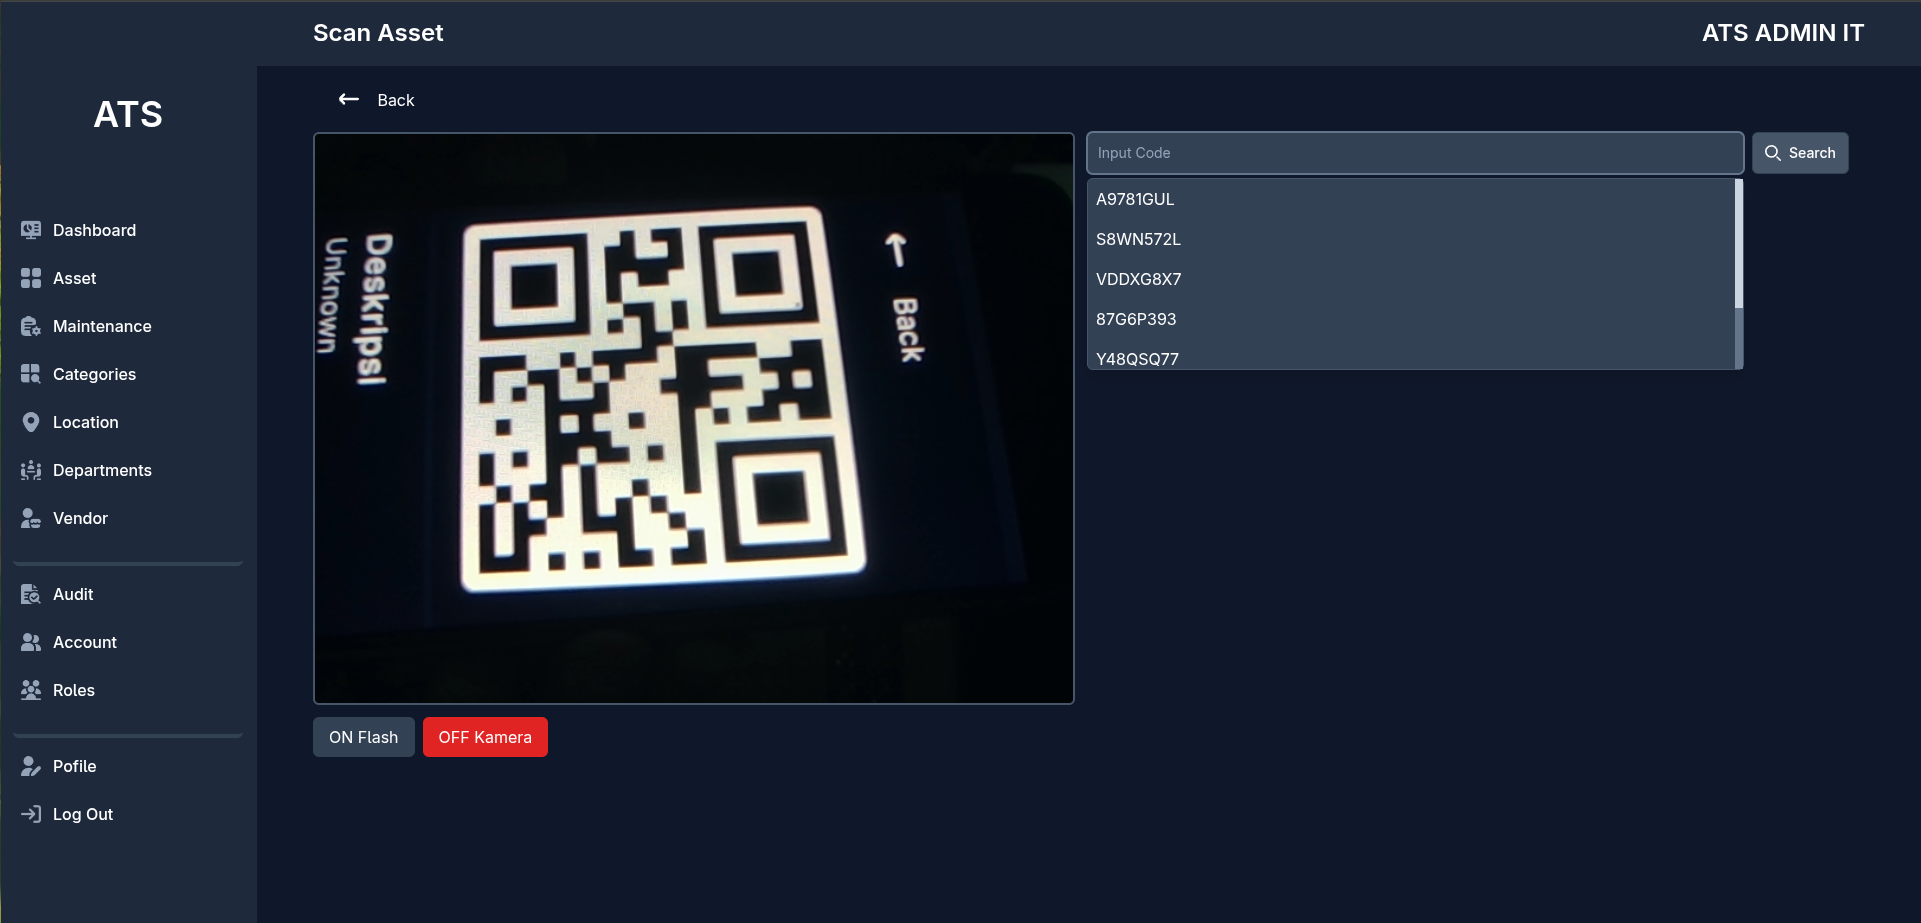 Scan Asset
ATS ADMIN IT
ATS
Dashboard
Asset
Maintenance
Categories
Location
Departments
Vendor
Audit
Account
Roles
Pofile
Log Out
Back
Deskripsi
Unknown
Back
ON Flash
OFF Kamera
Input Code
Search
A9781GUL
S8WN572L
VDDXG8X7
87G6P393
Y48QSQ77